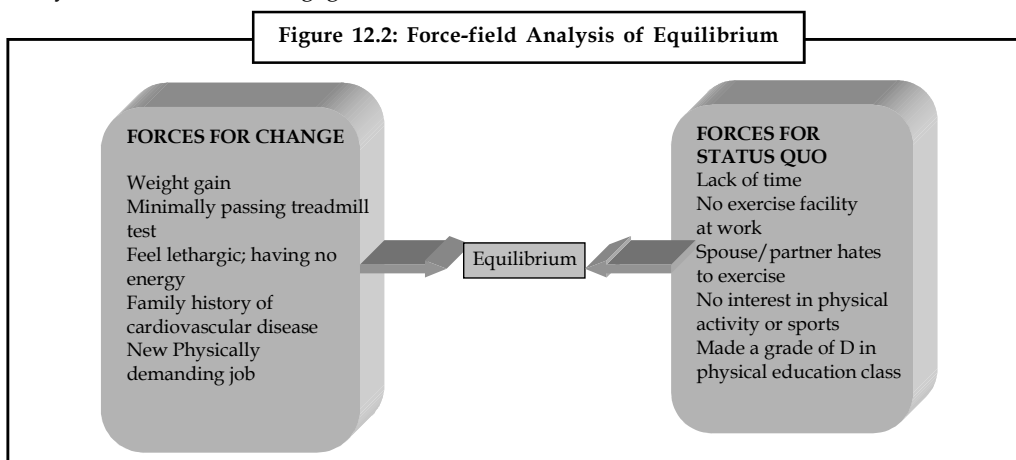 Figure 12.2: Force-field Analysis of Equilibrium
FORCES FOR CHANGE
Weight gain
Minimally passing treadmill
test
Feel lethargic; having no
energy
Family history of
cardiovascular disease
New Physically
demanding job
Equilibrium
FORCES FOR
STATUS QUO
Lack of time
No exercise facility
at work
Spouse/partner hates
to exercise
No interest in physical
activity or sports
Made a grade of D in
physical education class